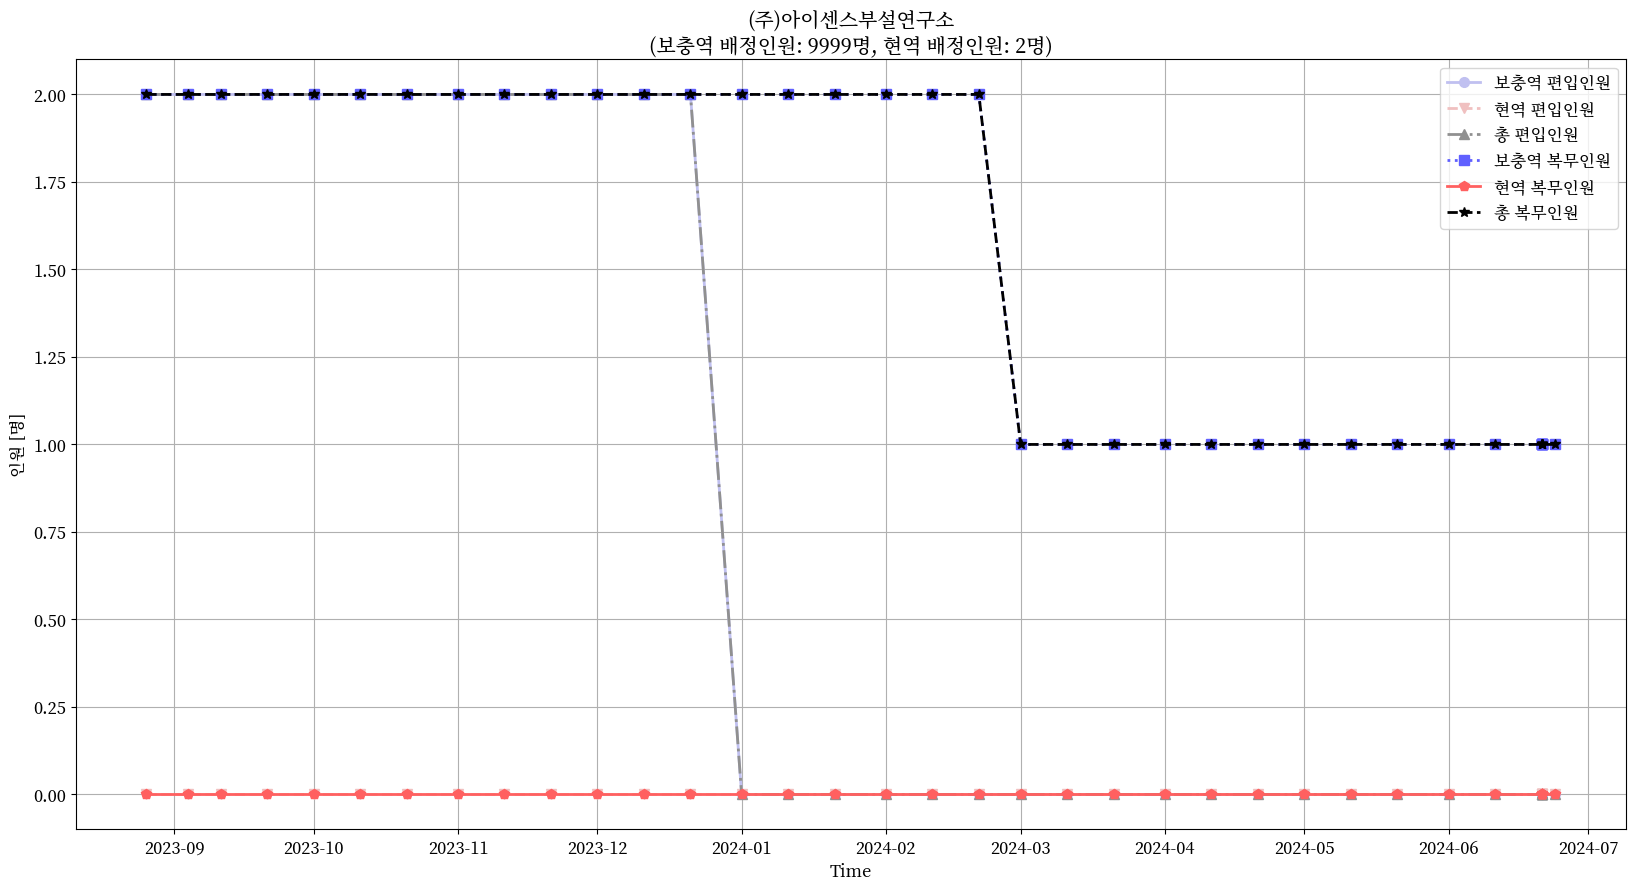 (주)아이센스부설연구소
(보충역 배정인원: 9999명, 현역 배정인원: 2명)
보충역 편입인원
현역 편입인원
총 편입인원
보충역 복무인원
현역 복무인원
총 복무인원
인원 [명]
2.00
1.75
1.50
1.25
1.00
0.75
0.50
0.25
0.00
2023-09 2023-10 2023-11 2023-12 2024-01 2024-02 2024-03 2024-04 2024-05 2024-06 2024-07
Time